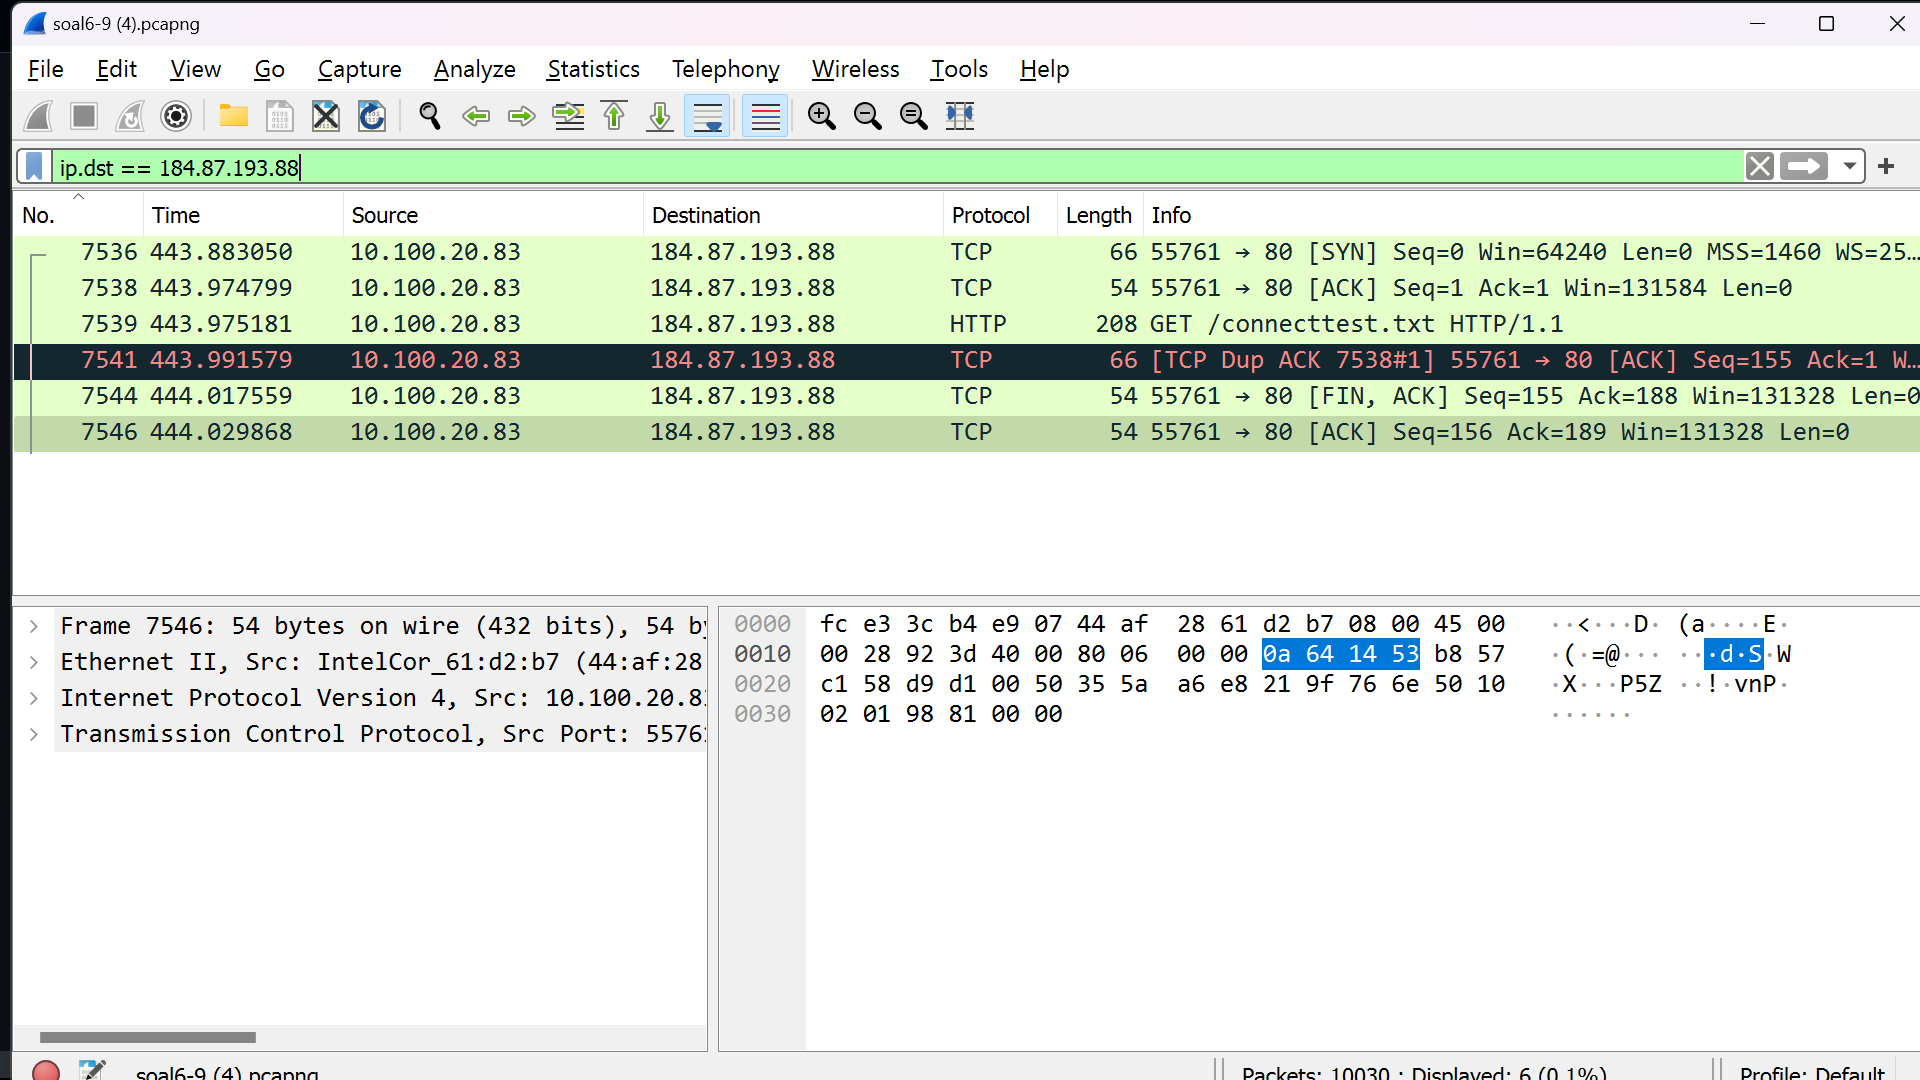 soal6-9 (4).pcapng
File Edit View Go Capture Analyze Statistics Telephony Wireless Tools Help
ip.dst == 184.87.193.88
No. Time Source Destination Protocol Length Info
7536 443.883050 10.100.20.83 184.87.193.88 TCP 66 55761 → 80 [SYN] Seq=0 Win=64240 Len=0 MSS=1460 WS=25…
7538 443.974799 10.100.20.83 184.87.193.88 TCP 54 55761 → 80 [ACK] Seq=1 Ack=1 Win=131584 Len=0
7539 443.975181 10.100.20.83 184.87.193.88 HTTP 208 GET /connecttest.txt HTTP/1.1
7541 443.991579 10.100.20.83 184.87.193.88 TCP 66 [TCP Dup ACK 7538#1] 55761 → 80 [ACK] Seq=155 Ack=1 W…
7544 444.017559 10.100.20.83 184.87.193.88 TCP 54 55761 → 80 [FIN, ACK] Seq=155 Ack=188 Win=131328 Len=0
7546 444.029868 10.100.20.83 184.87.193.88 TCP 54 55761 → 80 [ACK] Seq=156 Ack=189 Win=131328 Len=0
Frame 7546: 54 bytes on wire (432 bits), 54 by
Ethernet II, Src: IntelCor_61:d2:b7 (44:af:28
Internet Protocol Version 4, Src: 10.100.20.83
Transmission Control Protocol, Src Port: 55761
0000 fc e3 3c b4 e9 07 44 af 28 61 d2 b7 08 00 45 00 ··<···D· (a····E·
0010 00 28 92 3d 40 00 80 06 00 00 0a 64 14 53 b8 57 ·(·=@··· ···d·S·W
0020 c1 58 d9 d1 00 50 35 5a a6 e8 21 9f 76 6e 50 10 ·X···P5Z ··!·vnP·
0030 02 01 98 81 00 00 ······
soal6-9 (4).pcapng Packets: 10030 · Displayed: 6 (0.1%) Profile: Default